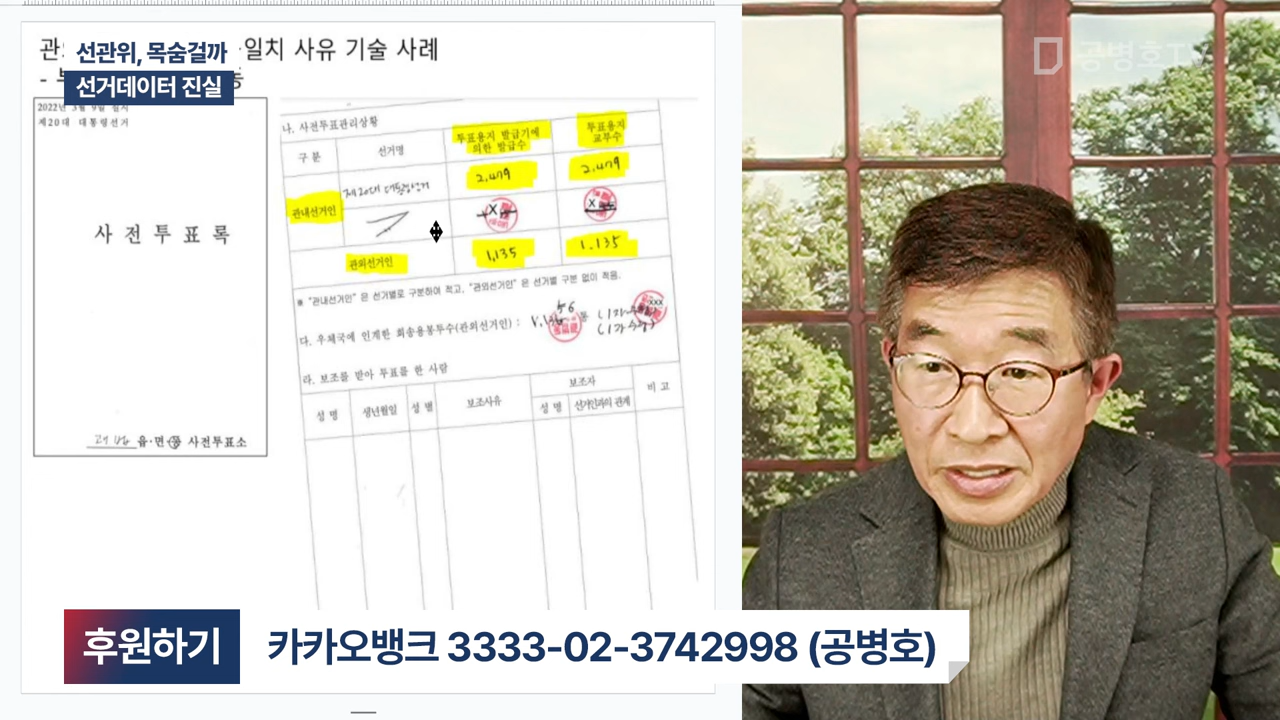 관
일치 사유 기술 사례
-
선관위, 목숨걸까
선거데이터 진실
공병호TV
제20대 대통령선거
사 전 투 표 록
읍·면·동 사전투표소
나. 사전투표관리상황
구 분
선거명
투표용지 발급기에
의한 발급수
투표용지
교부수
관내선거인
제20대 대통령선거
2,479
2,479
관외선거인
1,135
1,135
※ "관내선거인" 은 선거별로 구분하여 적고, "관외선거인" 은 선거별 구분 없이 적음.
다. 우체국에 인계한 회송용봉투수(관외선거인) :
통
라. 보조를 받아 투표를 한 사람
성 명
생년월일
성 별
보조사유
보조자
성 명
선거인과의 관계
비 고
후원하기
카카오뱅크 3333-02-3742998 (공병호)